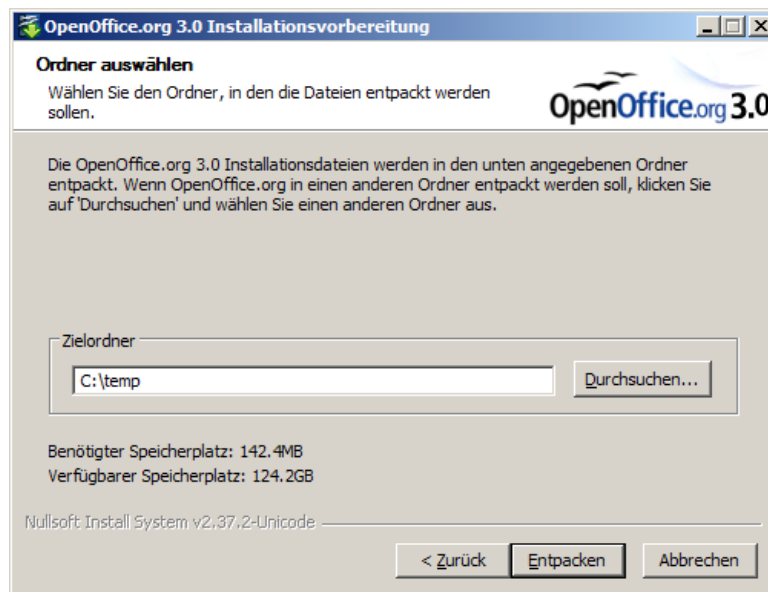 OpenOffice.org 3.0 Installationsvorbereitung
Ordner auswählen
Wählen Sie den Ordner, in den die Dateien entpackt werden
sollen.
OpenOffice.org 3.0
Die OpenOffice.org 3.0 Installationsdateien werden in den unten angegebenen Ordner
entpackt. Wenn OpenOffice.org in einen anderen Ordner entpackt werden soll, klicken Sie
auf 'Durchsuchen' und wählen Sie einen anderen Ordner aus.
Zielordner
C:\temp
Durchsuchen...
Benötigter Speicherplatz: 142.4MB
Verfügbarer Speicherplatz: 124.2GB
Nullsoft Install System v2.37.2-Unicode
< Zurück
Entpacken
Abbrechen